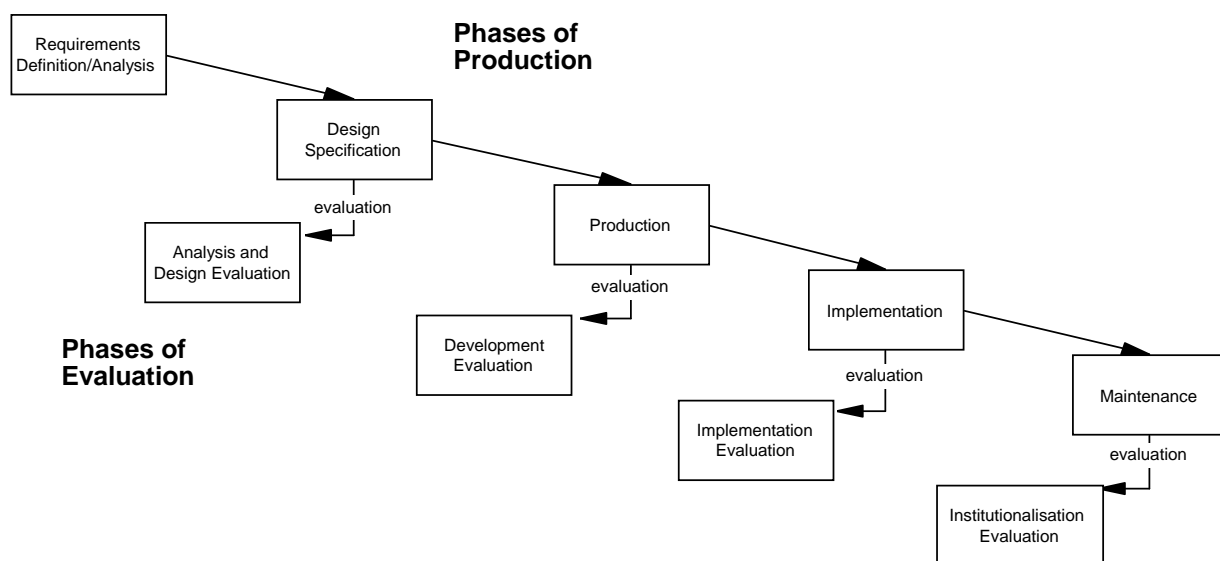 Requirements
Definition/Analysis
Phases of
Production
Design
Specification
evaluation
Analysis and
Design Evaluation
Production
evaluation
Development
Evaluation
Implementation
evaluation
Implementation
Evaluation
Maintenance
evaluation
Institutionalisation
Evaluation
Phases of
Evaluation